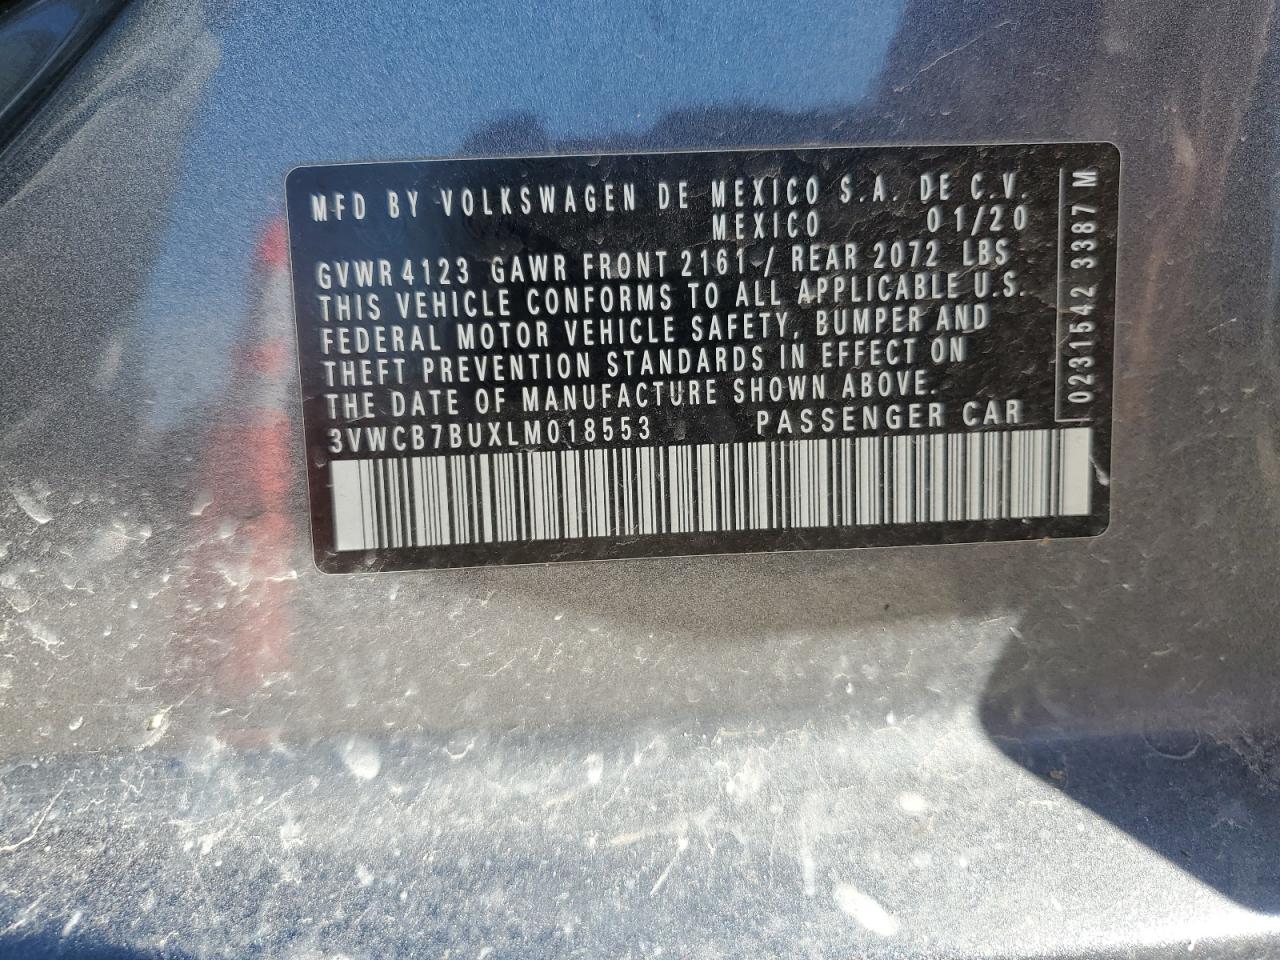 MFD BY VOLKSWAGEN DE MEXICO S.A. DE C.V.
MEXICO 01/20
GVWR 4123 GAWR FRONT 2161 / REAR 2072 LBS
THIS VEHICLE CONFORMS TO ALL APPLICABLE U.S.
FEDERAL MOTOR VEHICLE SAFETY, BUMPER AND
THEFT PREVENTION STANDARDS IN EFFECT ON
THE DATE OF MANUFACTURE SHOWN ABOVE.
3VWCB7BUXLM018553 PASSENGER CAR
0231542 3387 M